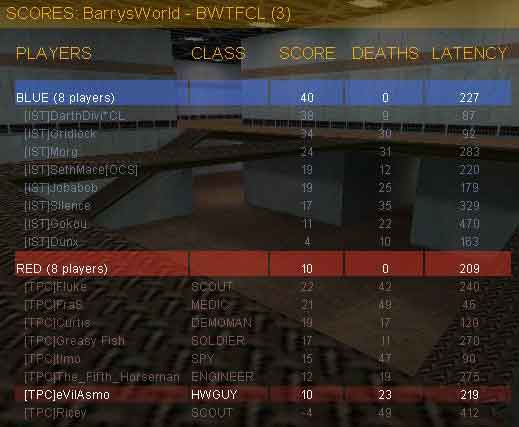 SCORES: BarrysWorld - BWTFCL (3)
PLAYERS CLASS SCORE DEATHS LATENCY
BLUE (8 players) 40 0 227
[IST]DarthDivi*CL 38 9 87
[IST]Gridlock 34 30 92
[IST]Morg 24 31 283
[IST]SethMace[OCS] 19 12 220
[IST]Jobabob 19 25 179
[IST]Silence 17 35 329
[IST]Gokou 11 22 470
[IST]Dunx 4 10 163
RED (8 players) 10 0 209
[TPC]Fluke SCOUT 22 42 240
[TPC]FraS MEDIC 21 49 46
[TPC]Curtis DEMOMAN 19 17 120
[TPC]Greasy Fish SOLDIER 17 11 270
[TPC]timo SPY 15 47 90
[TPC]The_Fifth_Horseman ENGINEER 12 19 275
[TPC]eVilAsmo HWGUY 10 23 219
[TPC]Ricey SCOUT -4 49 412